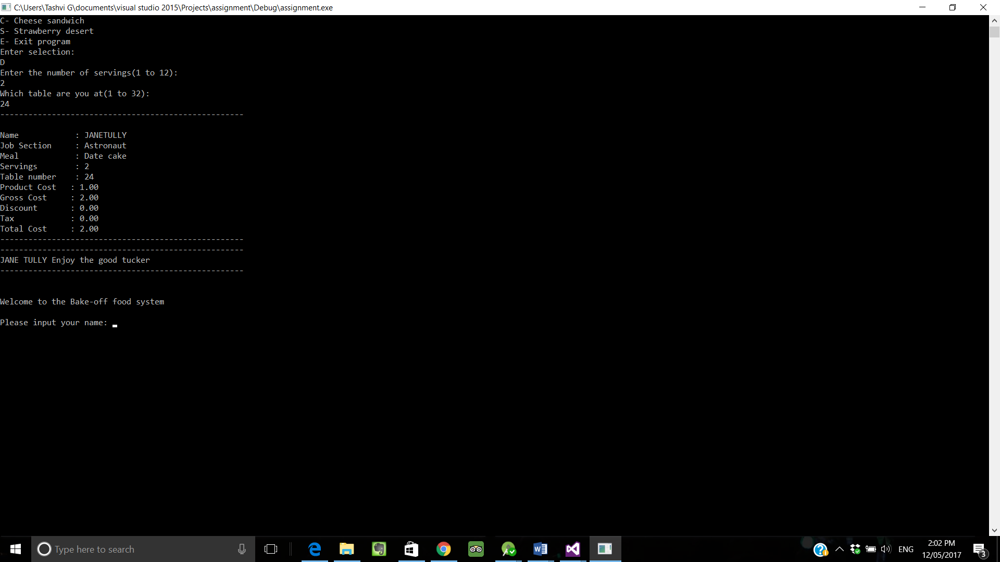 C:\Users\Tashvi G\documents\visual studio 2015\Projects\assignment\Debug\assignment.exe
C- Cheese sandwich
S- Strawberry desert
E- Exit program
Enter selection:
D
Enter the number of servings(1 to 12):
2
Which table are you at(1 to 32):
24
----------------------------------------------------
Name            : JANETULLY
Job Section     : Astronaut
Meal            : Date cake
Servings        : 2
Table number    : 24
Product Cost   : 1.00
Gross Cost     : 2.00
Discount       : 0.00
Tax            : 0.00
Total Cost     : 2.00
----------------------------------------------------
----------------------------------------------------
JANE TULLY Enjoy the good tucker
----------------------------------------------------
Welcome to the Bake-off food system
Please input your name:
Type here to search
ENG
2:02 PM
12/05/2017
3